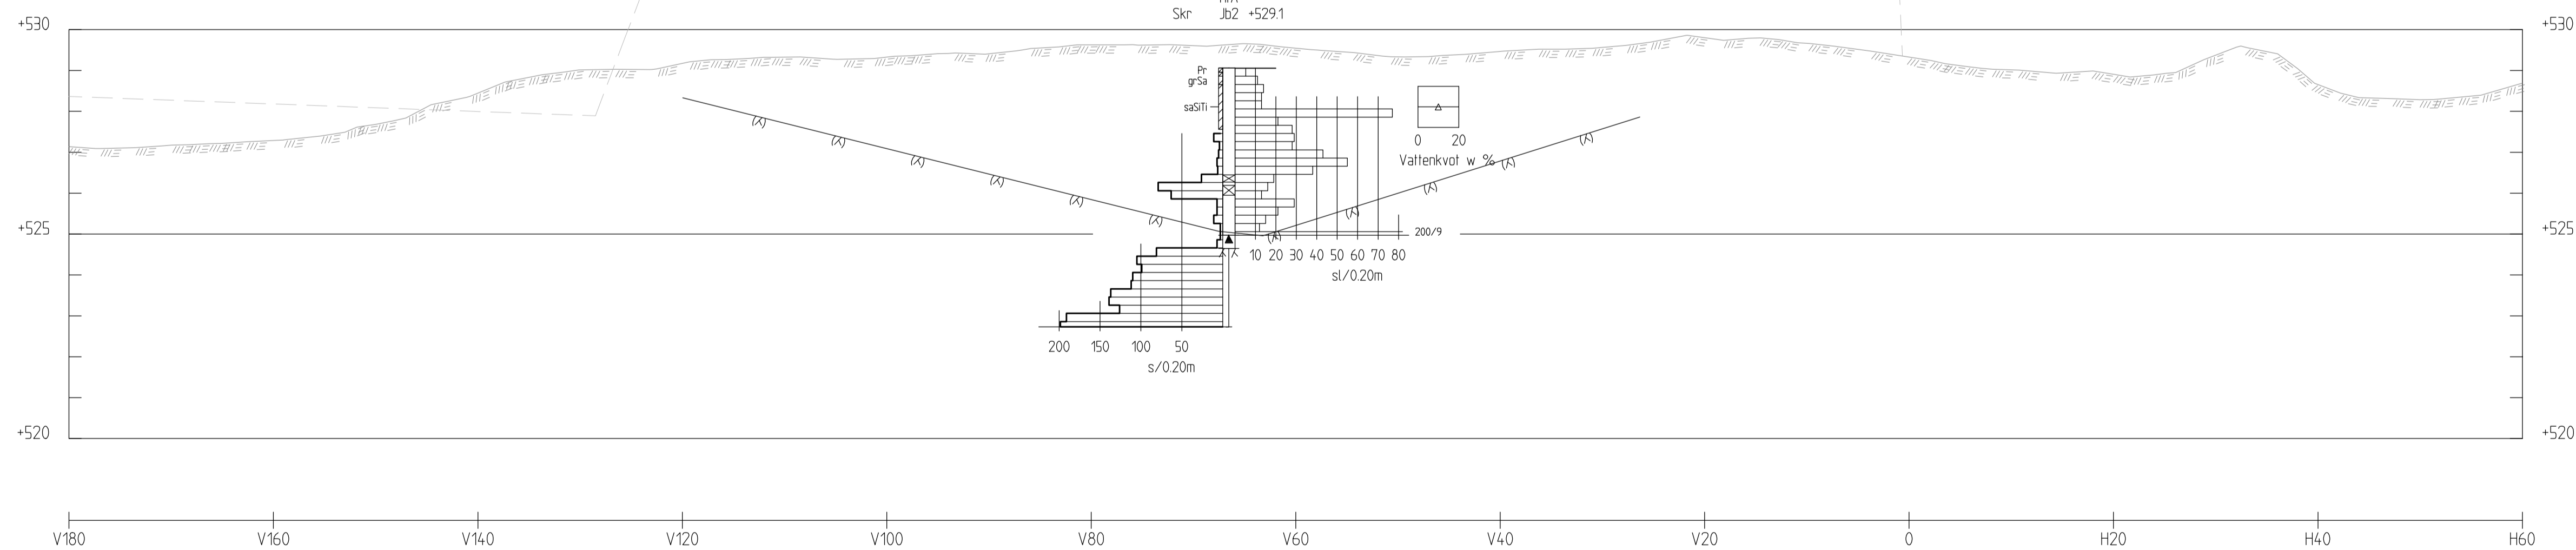 Skr Jb2 +529.1
+530 +530
Pr
grSa
saSiTi
0 20
Vattenkvot w %
+525 200/9 +525
10 20 30 40 50 60 70 80
sl/0.20m
200 150 100 50
s/0.20m
+520 +520
V180 V160 V140 V120 V100 V80 V60 V40 V20 0 H20 H40 H60